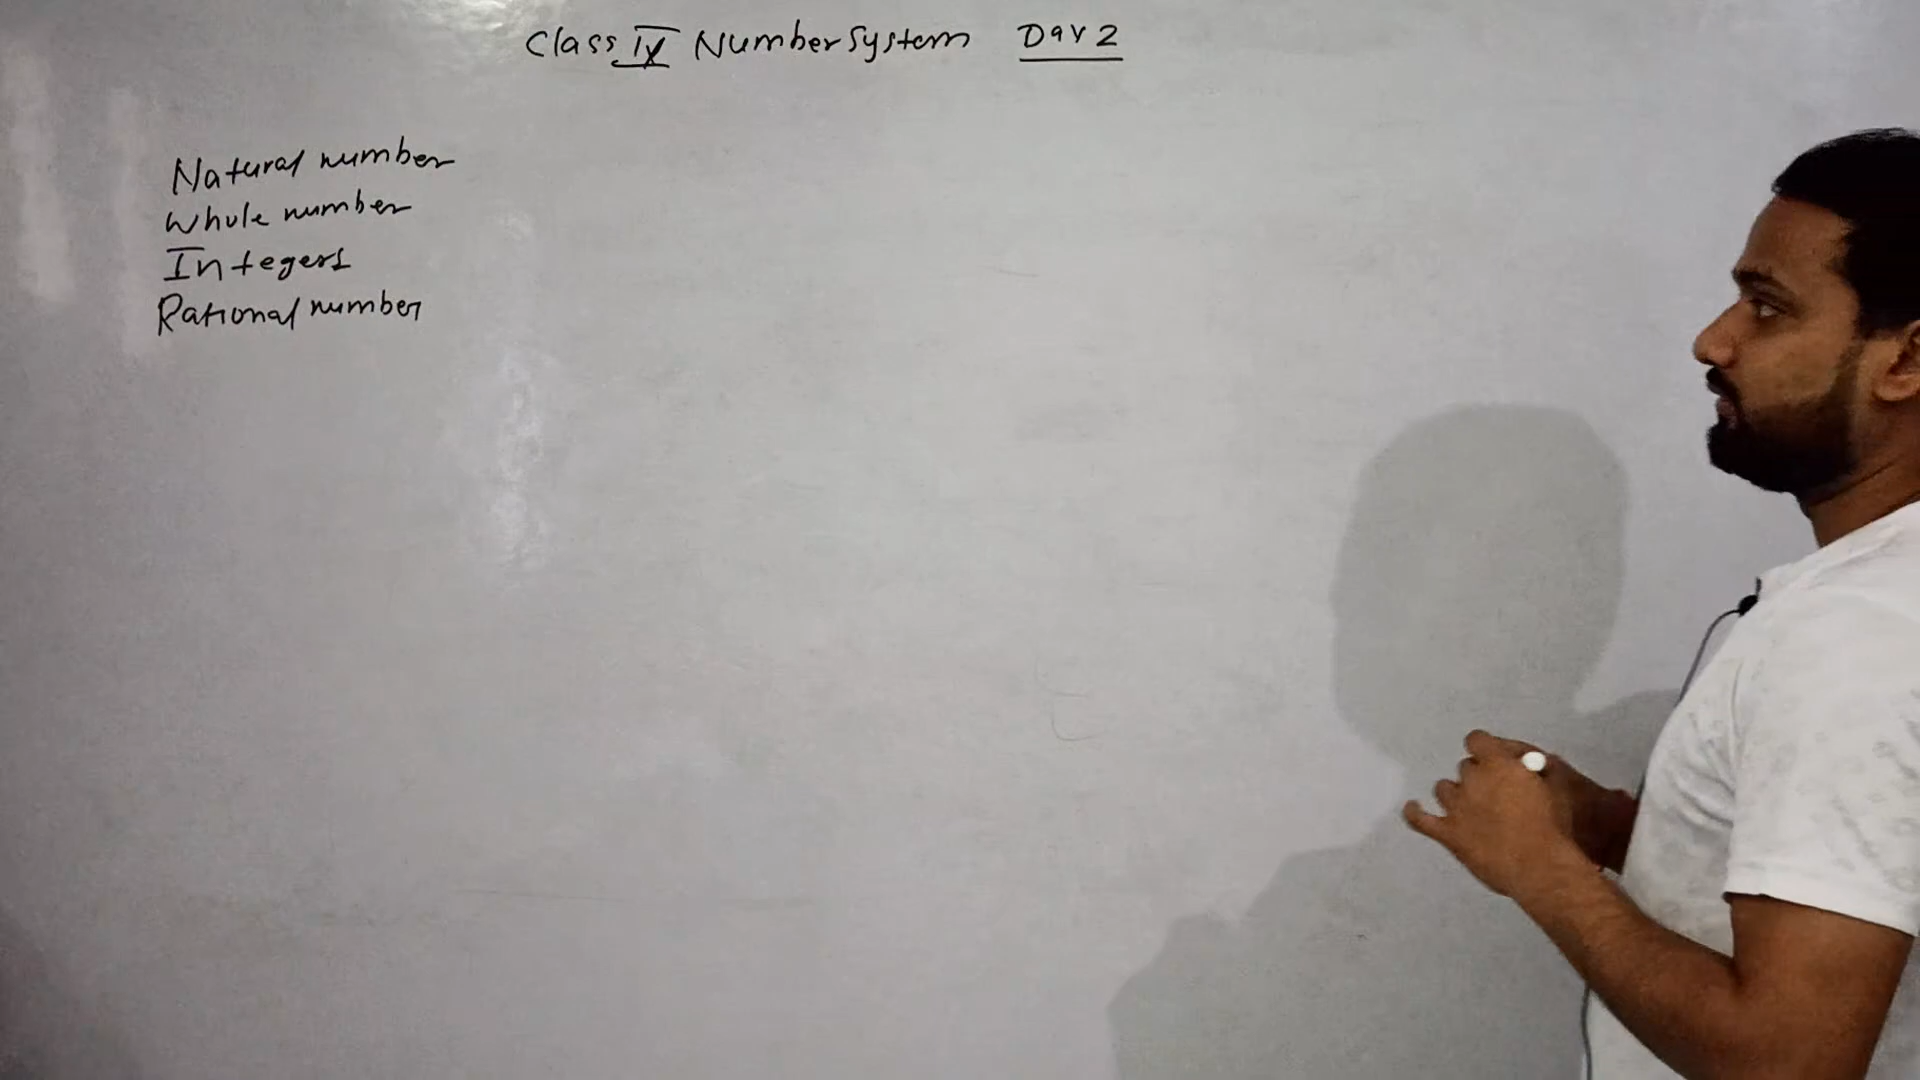 Class IX Number System Day 2
Natural number
Whole number
Integers
Rational number